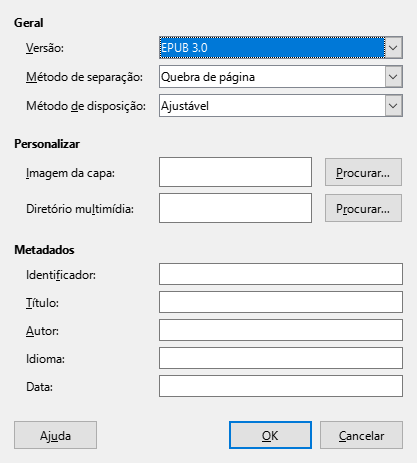 Geral
Versão: EPUB 3.0
Método de separação: Quebra de página
Método de disposição: Ajustável
Personalizar
Imagem da capa: Procurar...
Diretório multimídia: Procurar...
Metadados
Identificador:
Título:
Autor:
Idioma:
Data:
Ajuda OK Cancelar